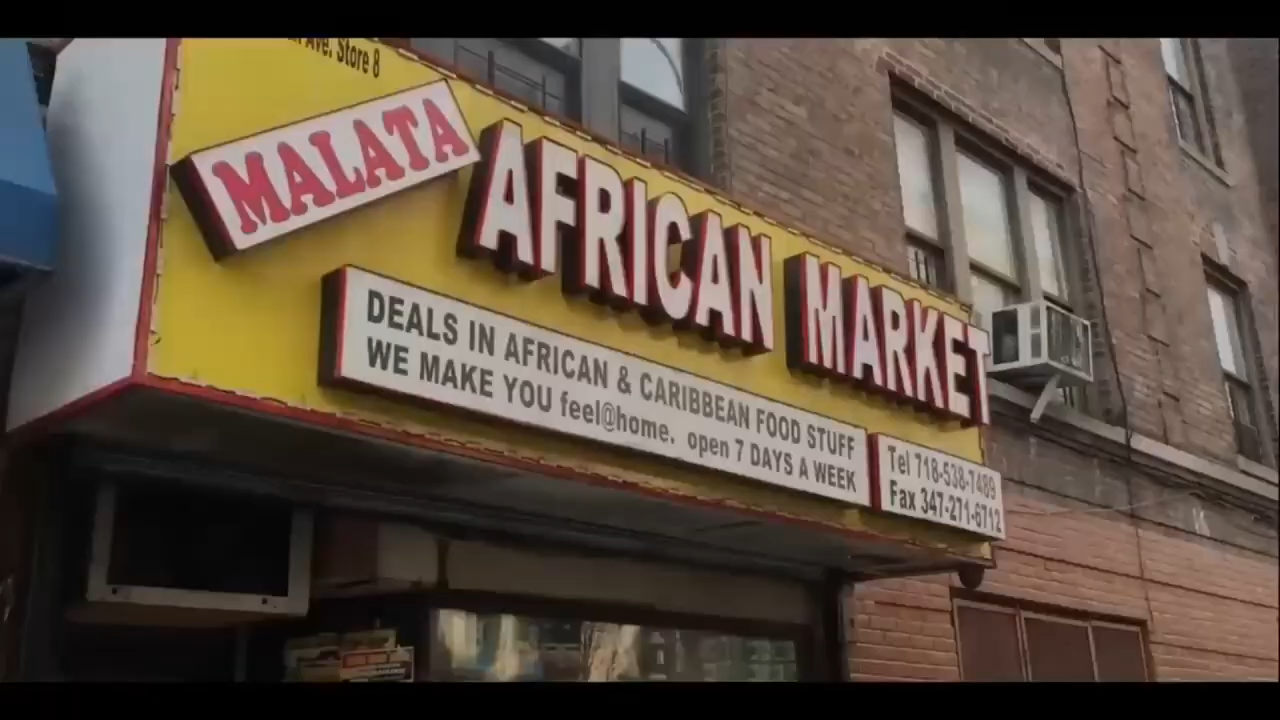 Ave. Store 8
MALATA
AFRICAN MARKET
DEALS IN AFRICAN & CARIBBEAN FOOD STUFF
WE MAKE YOU feel@home. open 7 DAYS A WEEK
Tel 718-538-7489
Fax 347-271-6712